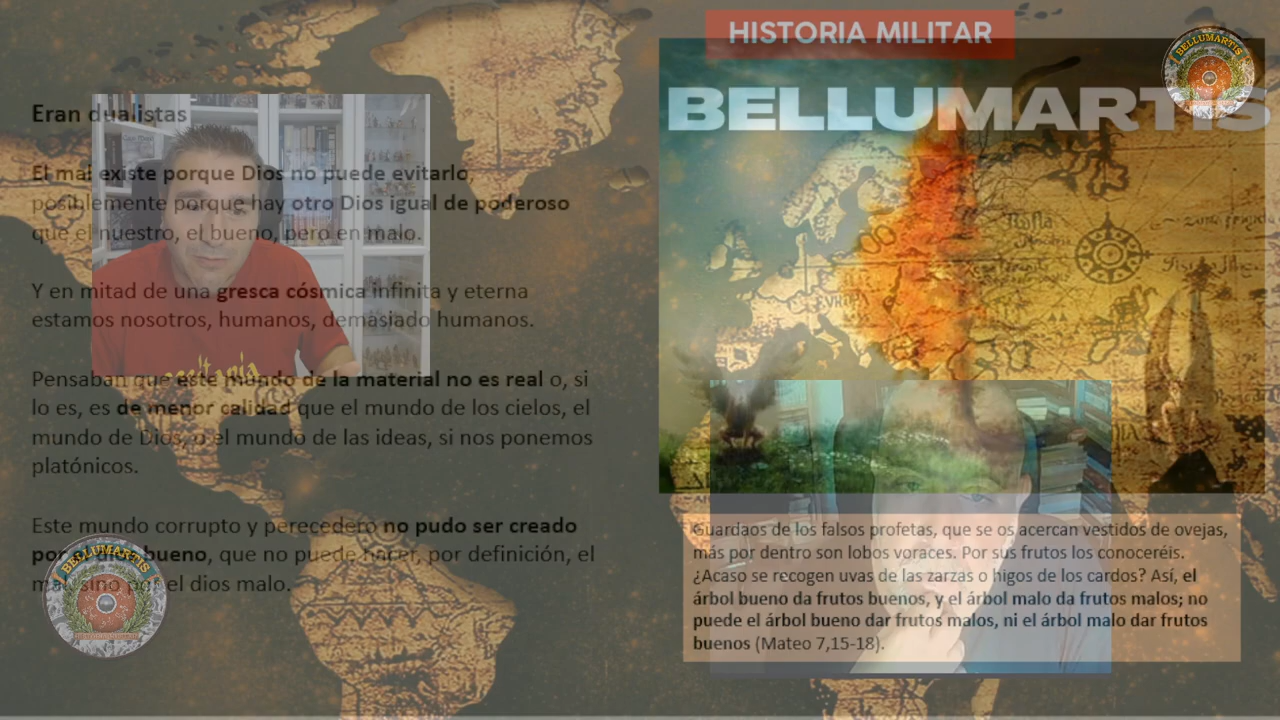 HISTORIA MILITAR
BELLUMARTIS
BELLUMARTIS
Eran dualistas
El mal existe porque Dios no puede evitarlo,
posiblemente porque hay otro Dios igual de poderoso
que el nuestro, el bueno, pero en malo.
Y en mitad de una gresca cósmica infinita y eterna
estamos nosotros, humanos, demasiado humanos.
Pensaban que este mundo de la material no es real o, si
lo es, es de menor calidad que el mundo de los cielos, el
mundo de Dios, o el mundo de las ideas, si nos ponemos
platónicos.
Este mundo corrupto y perecedero no pudo ser creado
bueno, que no puede hacer, por definición, el
sino por el dios malo.
BELLUMARTIS
EUROPA
Guardaos de los falsos profetas, que se os acercan vestidos de ovejas,
más por dentro son lobos voraces. Por sus frutos los conoceréis.
¿Acaso se recogen uvas de las zarzas o higos de los cardos? Así, el
árbol bueno da frutos buenos, y el árbol malo da frutos malos; no
puede el árbol bueno dar frutos malos, ni el árbol malo dar frutos
buenos (Mateo 7,15-18).